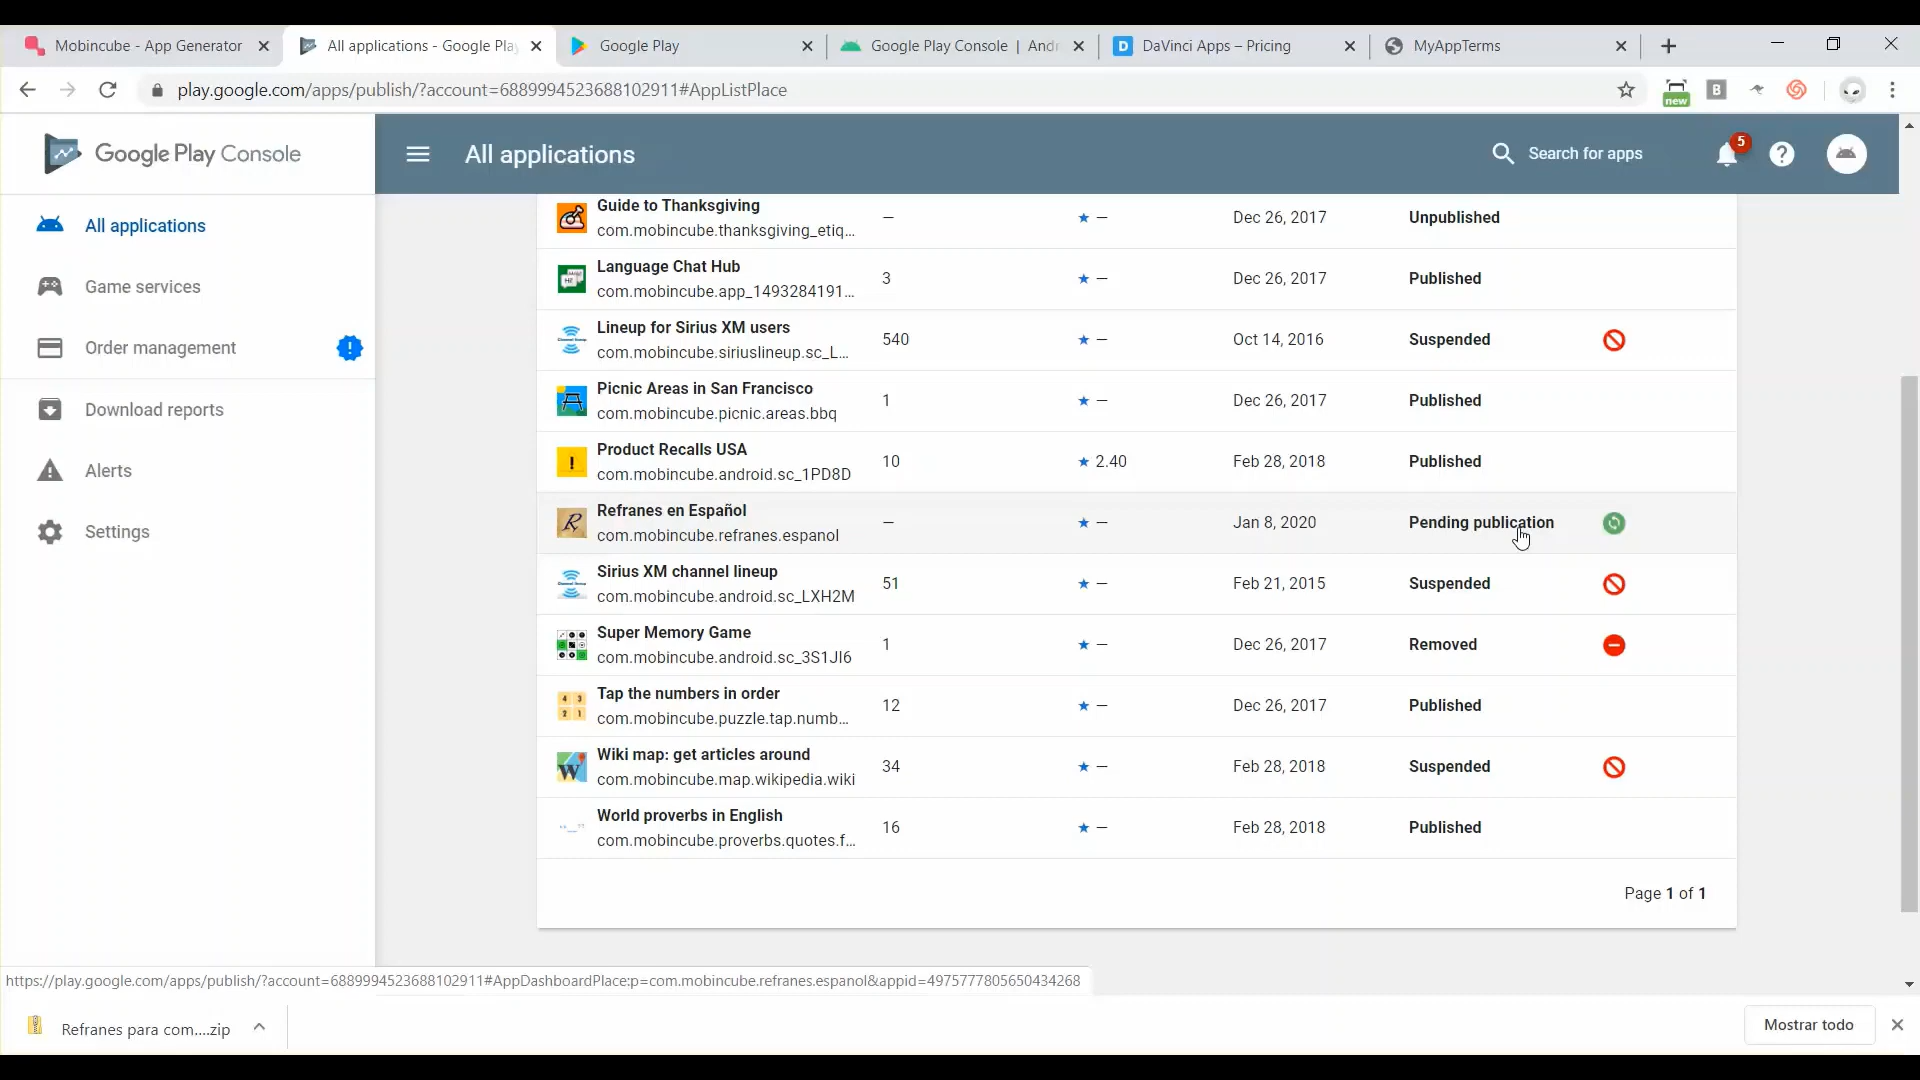 Mobincube - App Generator
All applications - Google Play
Google Play
Google Play Console | Andr
DaVinci Apps – Pricing
MyAppTerms
play.google.com/apps/publish/?account=6889994523688102911#AppListPlace
new
B
Google Play Console
All applications
Search for apps
5
All applications
Game services
Order management
Download reports
Alerts
Settings
Guide to Thanksgiving
com.mobincube.thanksgiving_etiq...
–
★ –
Dec 26, 2017
Unpublished
Language Chat Hub
com.mobincube.app_1493284191...
3
★ –
Dec 26, 2017
Published
Lineup for Sirius XM users
com.mobincube.siriuslineup.sc_L...
540
★ –
Oct 14, 2016
Suspended
Picnic Areas in San Francisco
com.mobincube.picnic.areas.bbq
1
★ –
Dec 26, 2017
Published
Product Recalls USA
com.mobincube.android.sc_1PD8D
10
★ 2.40
Feb 28, 2018
Published
Refranes en Español
com.mobincube.refranes.espanol
–
★ –
Jan 8, 2020
Pending publication
Sirius XM channel lineup
com.mobincube.android.sc_LXH2M
51
★ –
Feb 21, 2015
Suspended
Super Memory Game
com.mobincube.android.sc_3S1JI6
1
★ –
Dec 26, 2017
Removed
Tap the numbers in order
com.mobincube.puzzle.tap.numb...
12
★ –
Dec 26, 2017
Published
Wiki map: get articles around
com.mobincube.map.wikipedia.wiki
34
★ –
Feb 28, 2018
Suspended
World proverbs in English
com.mobincube.proverbs.quotes.f...
16
★ –
Feb 28, 2018
Published
Page 1 of 1
https://play.google.com/apps/publish/?account=6889994523688102911#AppDashboardPlace:p=com.mobincube.refranes.espanol&appid=4975777805650434268
Refranes para com....zip
Mostrar todo